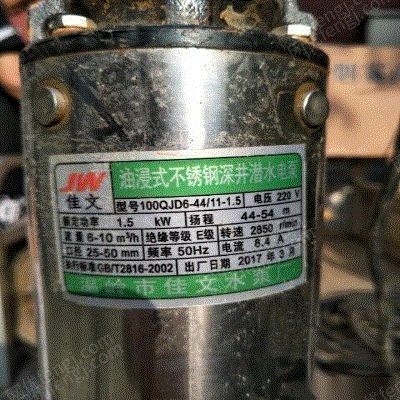 JW
油浸式不锈钢深井潜水电泵
佳文
型号100QJD6-44/11-1.5 电压 220 V
额定功率 1.5 kW 扬程 44-54 m
流量 6-10 m³/h 绝缘等级 E级 转速 2850 r/min
口径 25-50 mm 频率 50Hz 电流 8.4 A
执行标准GB/T2816-2002 出厂日期 2017 年 3 月
市佳文水泵